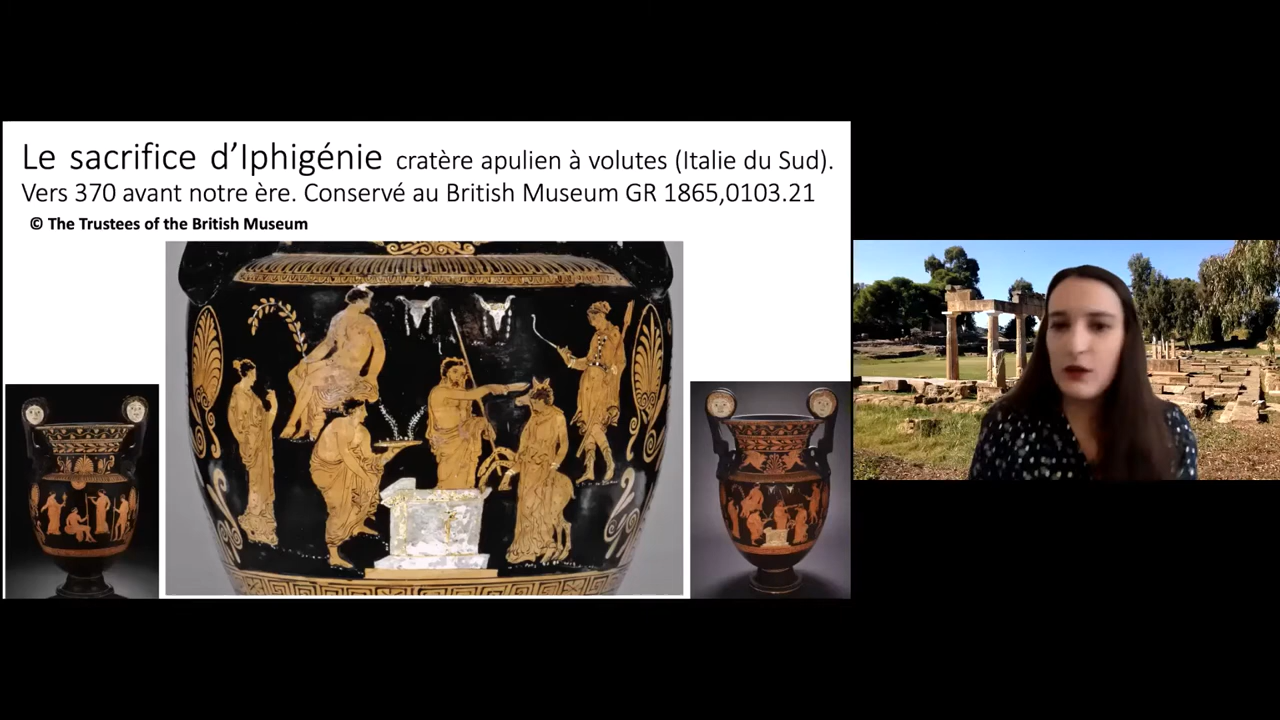 Le sacrifice d’Iphigénie cratère apulien à volutes (Italie du Sud).
Vers 370 avant notre ère. Conservé au British Museum GR 1865,0103.21
© The Trustees of the British Museum